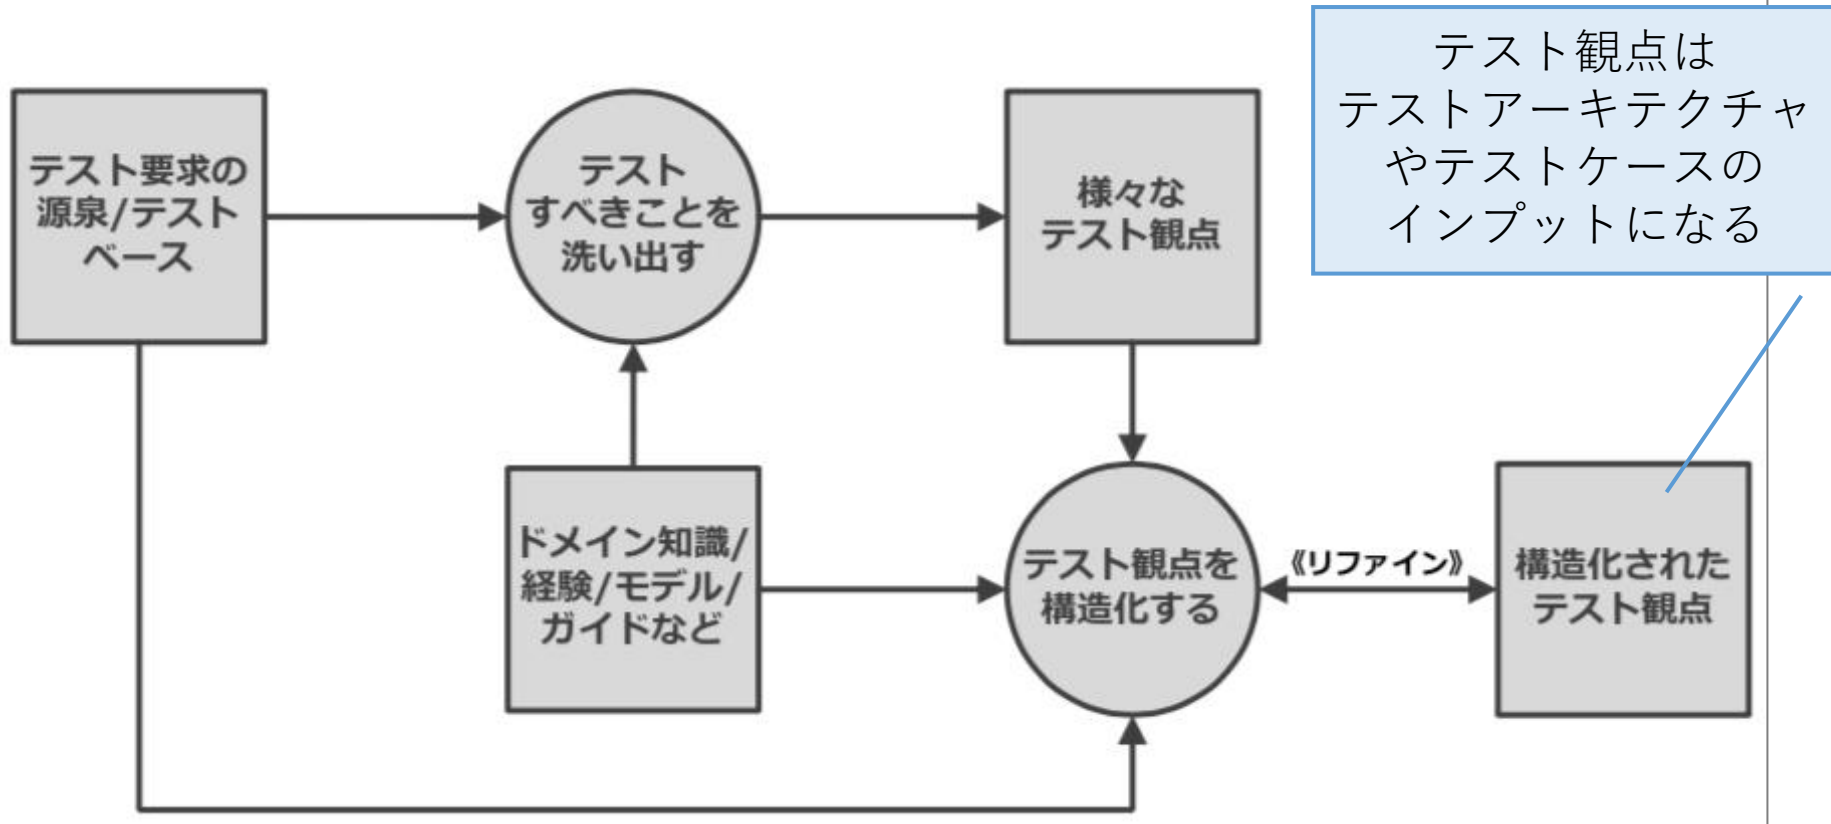 テスト観点は
テストアーキテクチャ
やテストケースの
インプットになる
テスト要求の
源泉/テスト
ベース
テスト
すべきことを
洗い出す
様々な
テスト観点
ドメイン知識/
経験/モデル/
ガイドなど
テスト観点を
構造化する
《リファイン》
構造化された
テスト観点